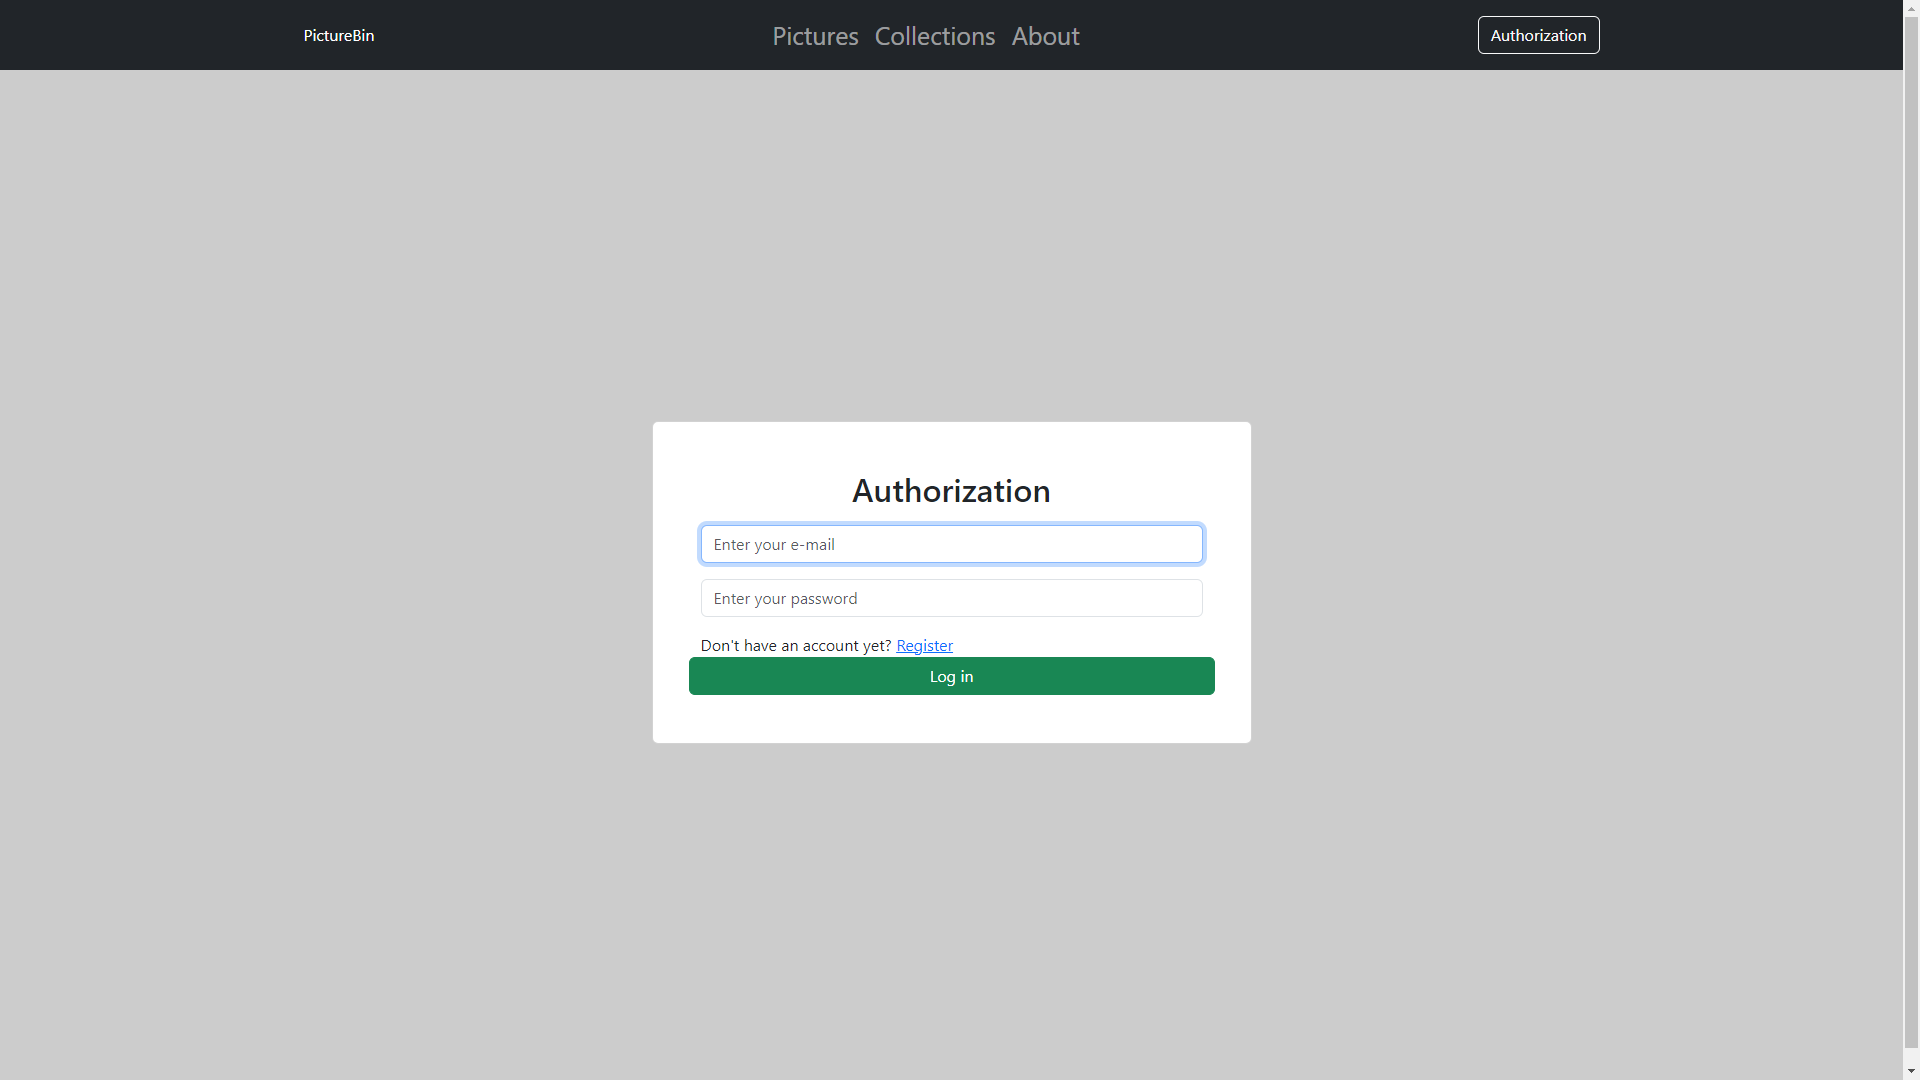 PictureBin Pictures Collections About Authorization
Authorization
Enter your e-mail
Enter your password
Don't have an account yet? Register
Log in